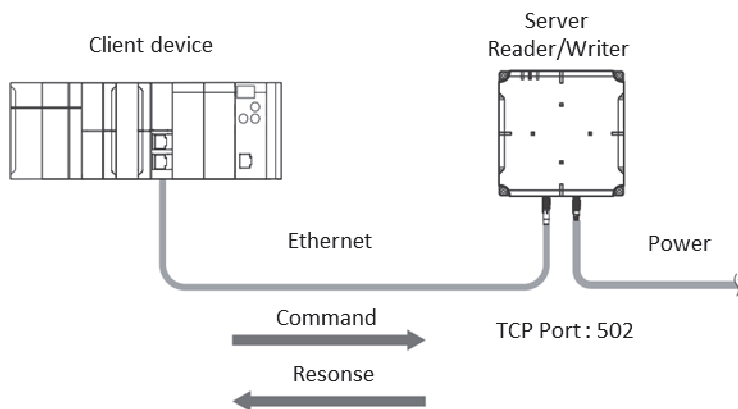 Client device
Server
Reader/Writer
Ethernet
Power
Command
TCP Port : 502
Resonse